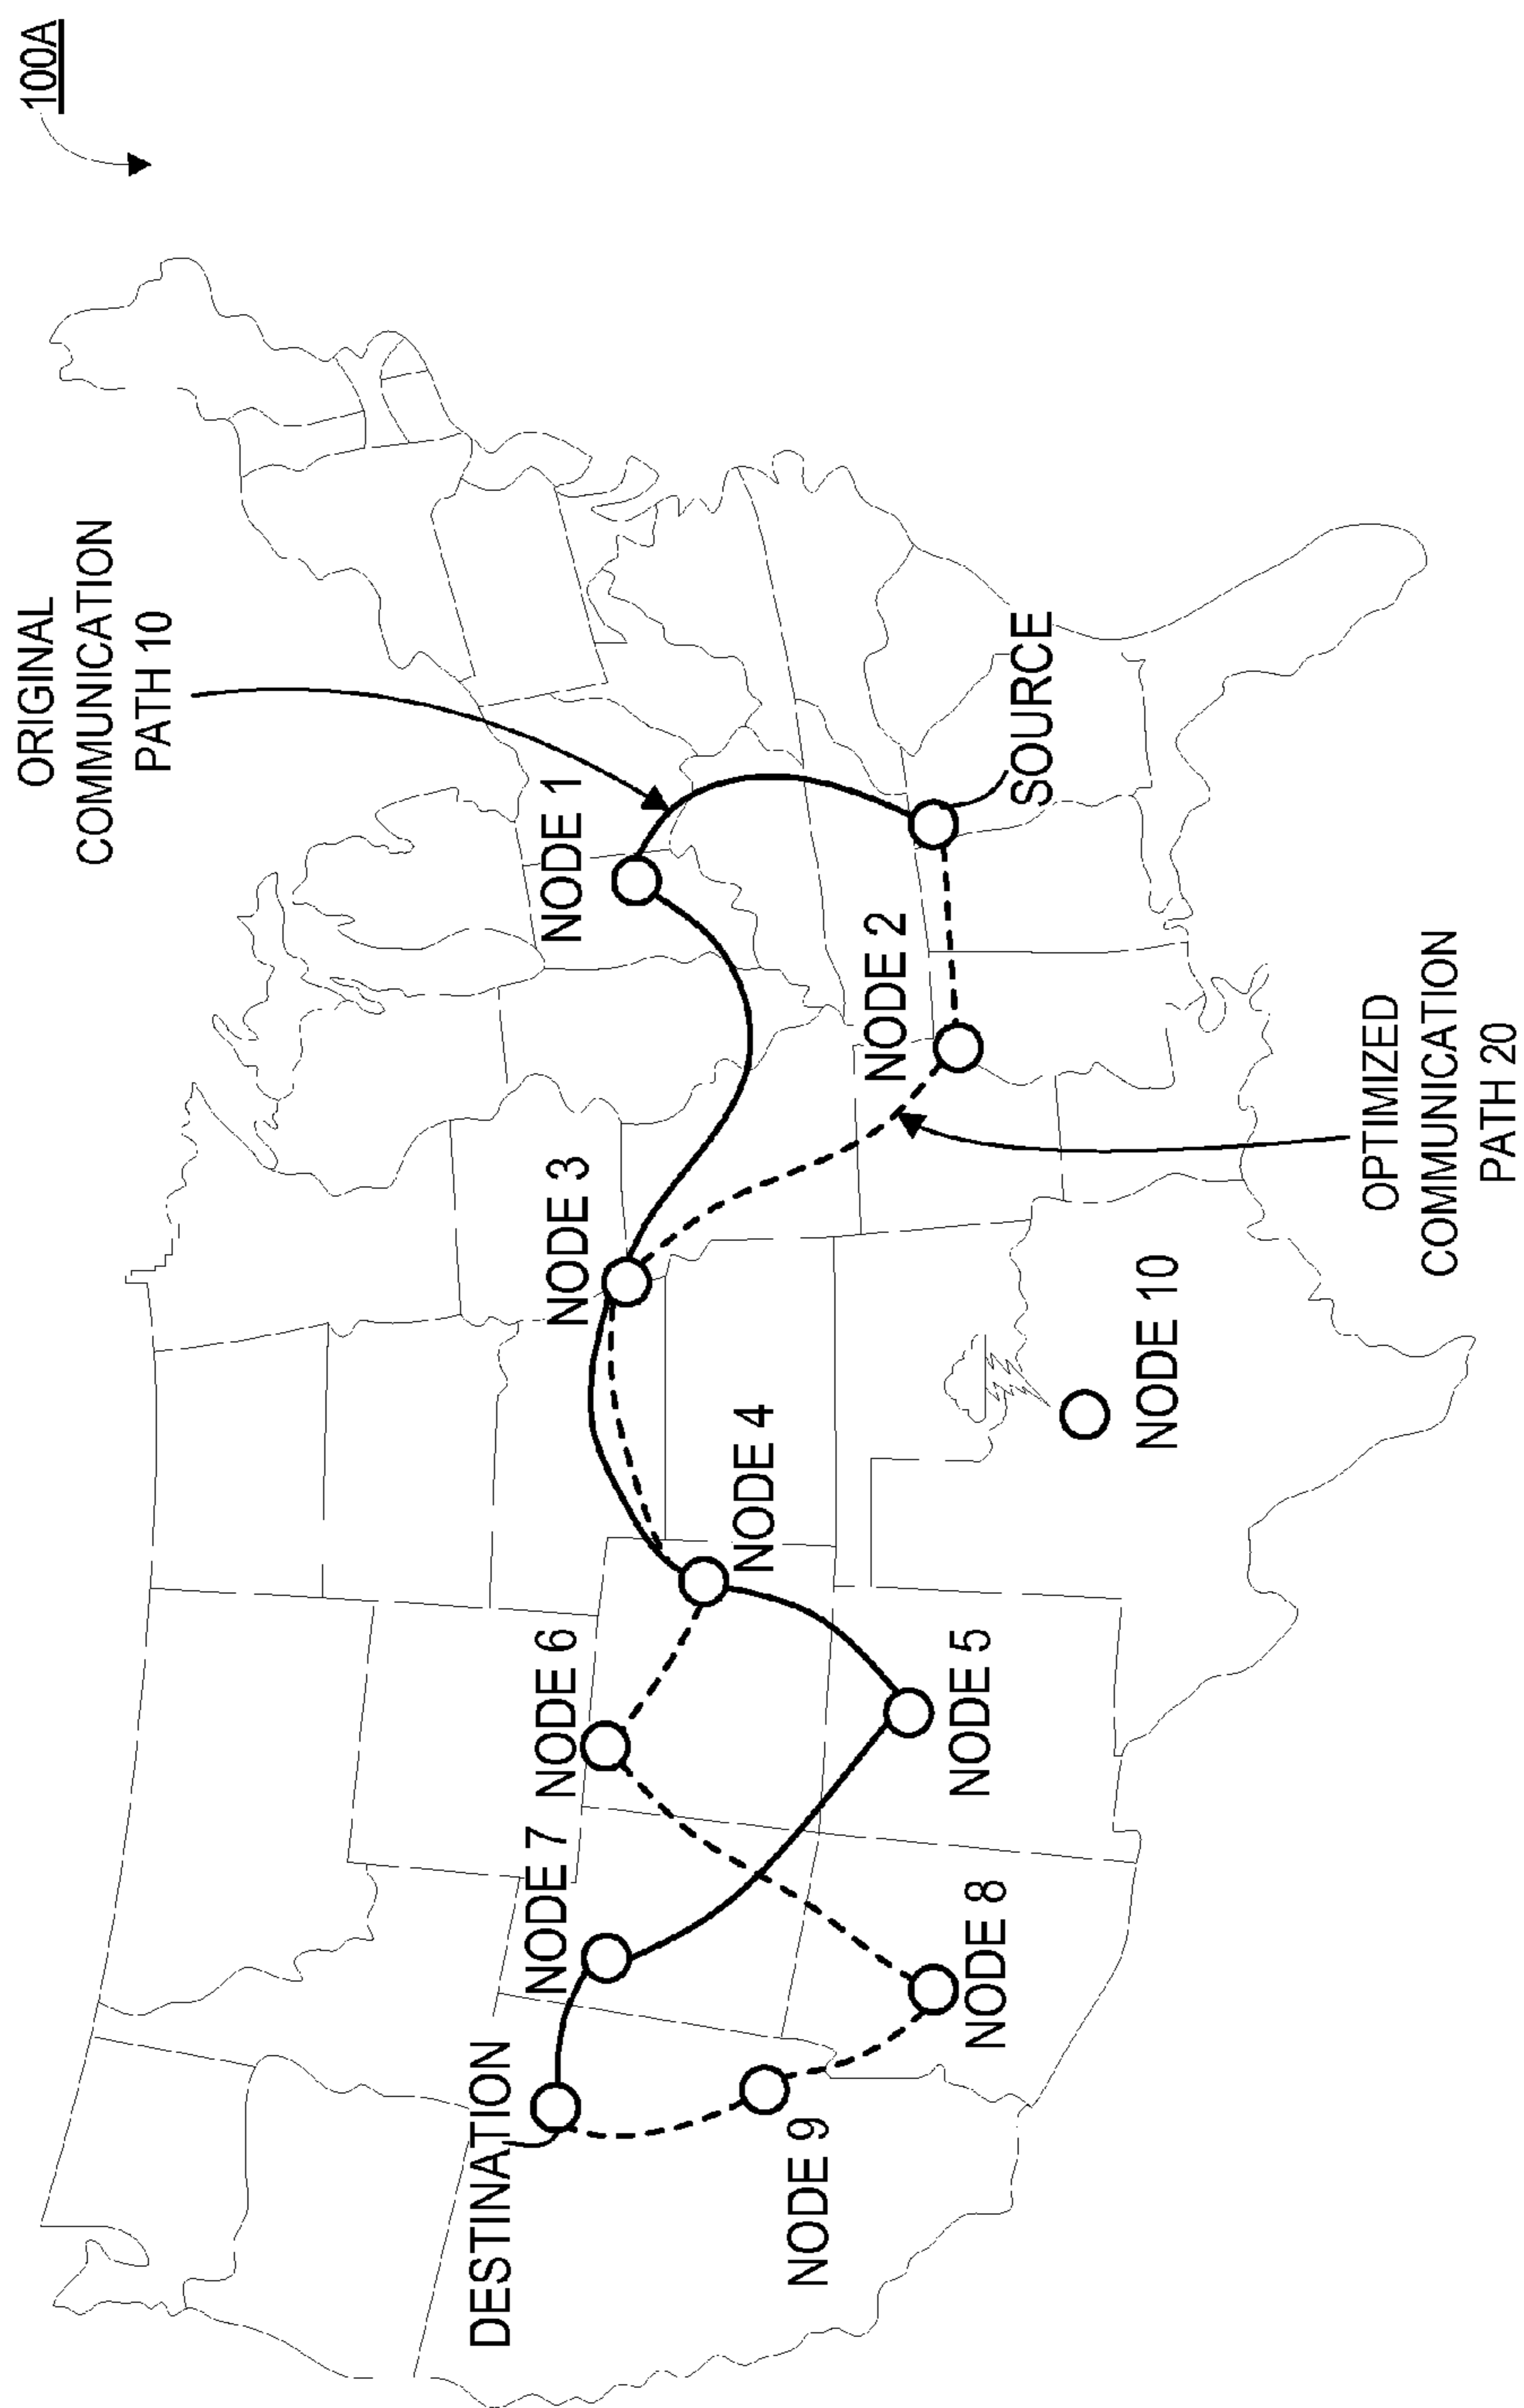 100A
ORIGINAL
COMMUNICATION
PATH 10
NODE 1
NODE 3
NODE 6
NODE 7
DESTINATION
NODE 4
NODE 2
SOURCE
NODE 9
NODE 8
NODE 5
NODE 10
OPTIMIZED
COMMUNICATION
PATH 20